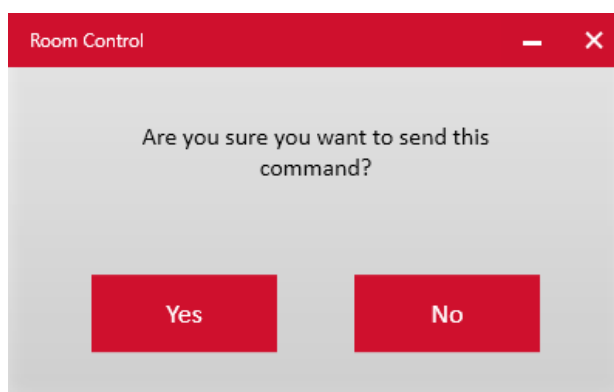 Room Control
Are you sure you want to send this
command?
Yes
No